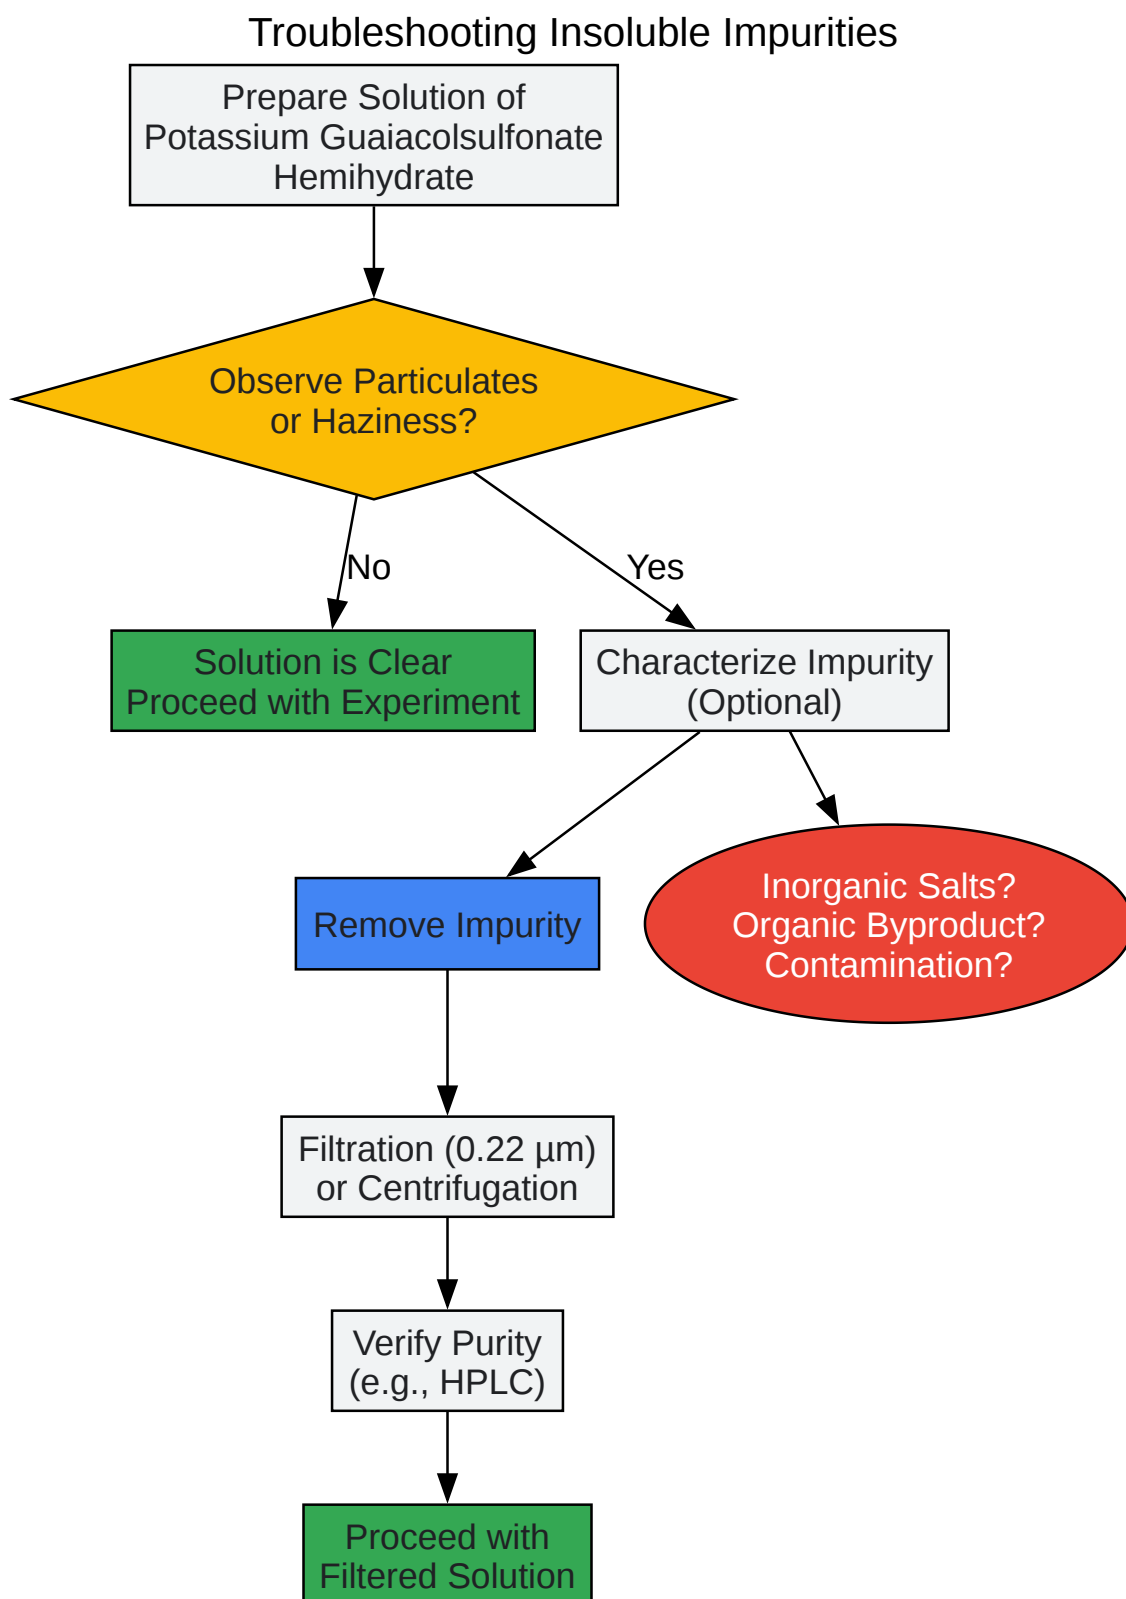 Troubleshooting Insoluble Impurities
Prepare Solution of
Potassium Guaiacolsulfonate
Hemihydrate
Observe Particulates
or Haziness?
No
Yes
Solution is Clear
Proceed with Experiment
Characterize Impurity
(Optional)
Remove Impurity
Inorganic Salts?
Organic Byproduct?
Contamination?
Filtration (0.22 µm)
or Centrifugation
Verify Purity
(e.g., HPLC)
Proceed with
Filtered Solution